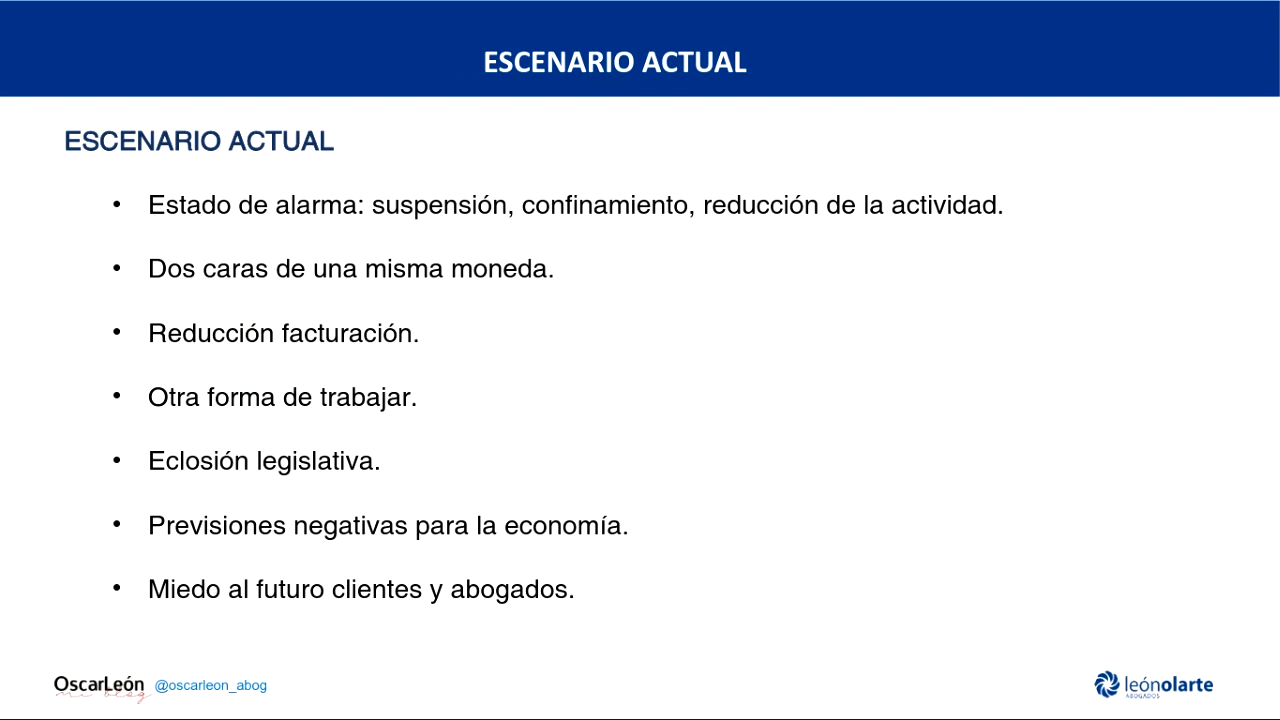 ESCENARIO ACTUAL
ESCENARIO ACTUAL
• Estado de alarma: suspensión, confinamiento, reducción de la actividad.
• Dos caras de una misma moneda.
• Reducción facturación.
• Otra forma de trabajar.
• Eclosión legislativa.
• Previsiones negativas para la economía.
• Miedo al futuro clientes y abogados.
OscarLeón @oscarleon_abog
mi blog
leónolarte
ABOGADOS